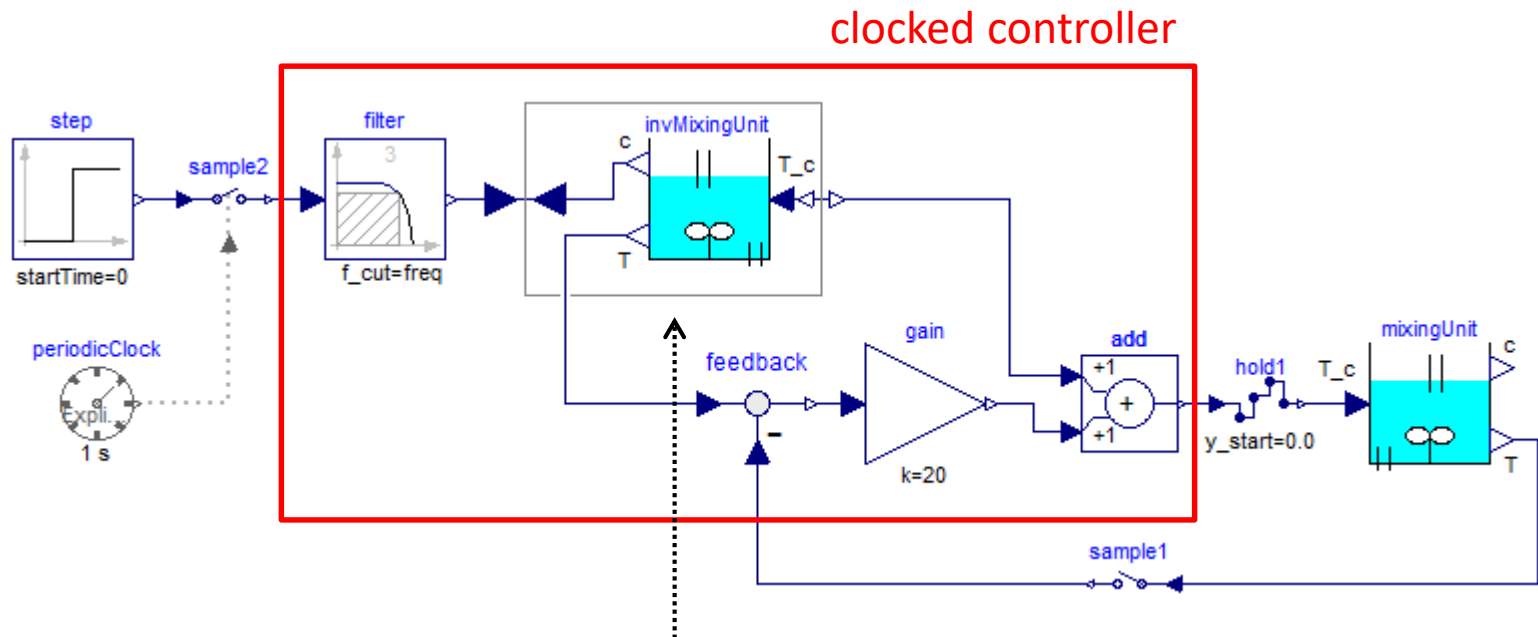 clocked controller
step
startTime=0
sample2
periodicClock
Expli..
1 s
filter
3
f_cut=freq
invMixingUnit
c
T_c
T
feedback
-
gain
k=20
add
+1
+
+1
hold1
y_start=0.0
mixingUnit
T_c
c
T
sample1